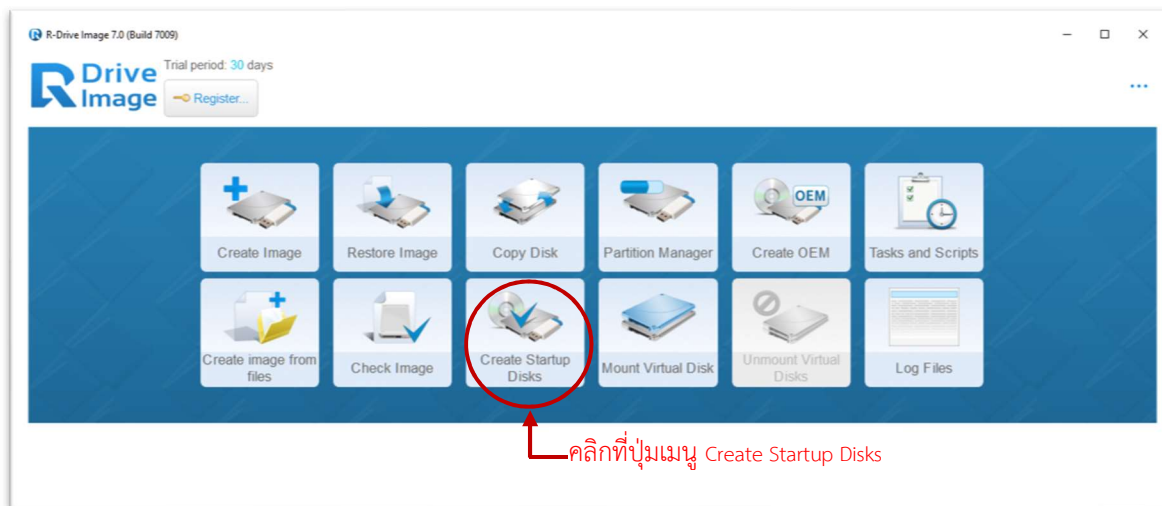 R-Drive Image 7.0 (Build 7009)
Drive
Image
Trial period: 30 days
Register...
Create Image
Restore Image
Copy Disk
Partition Manager
OEM
Create OEM
Tasks and Scripts
Create image from
files
Check Image
Create Startup
Disks
Mount Virtual Disk
Unmount Virtual
Disks
Log Files
คลิกที่ปุ่มเมนู Create Startup Disks